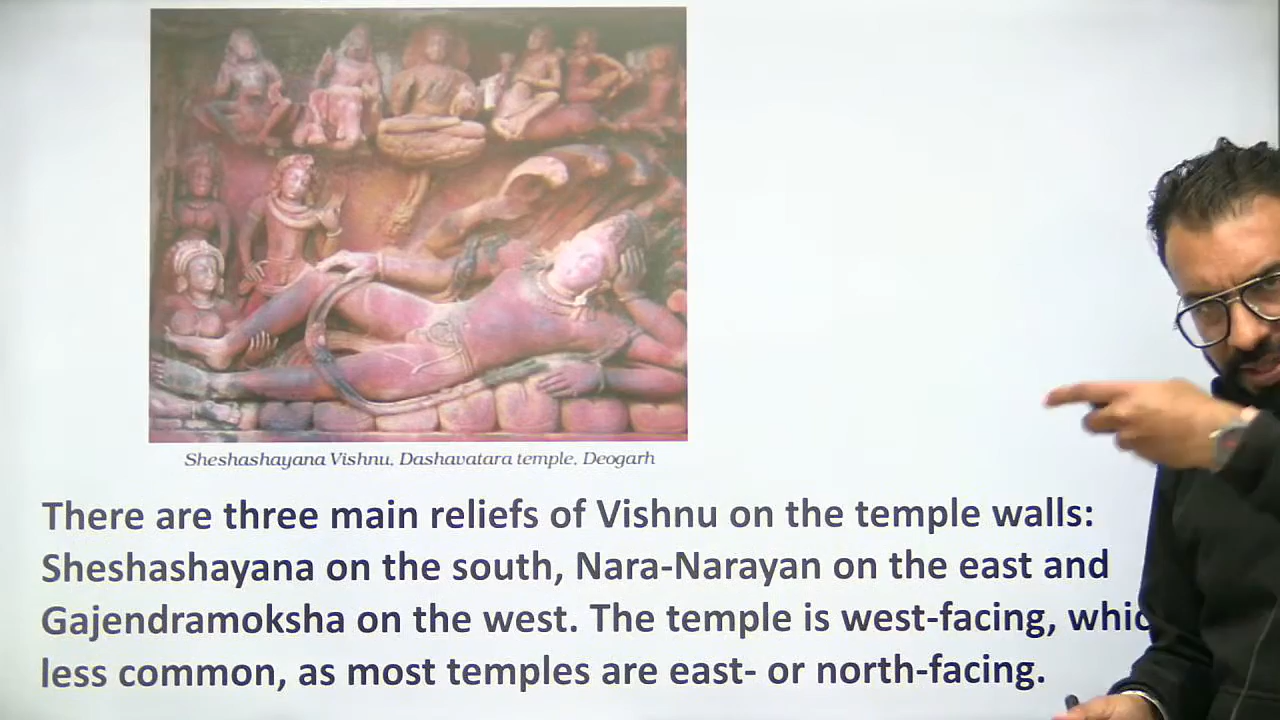 Sheshashayana Vishnu, Dashavatara temple, Deogarh
There are three main reliefs of Vishnu on the temple walls:
Sheshashayana on the south, Nara-Narayan on the east and
Gajendramoksha on the west. The temple is west-facing,
less common, as most temples are east- or north-facing.